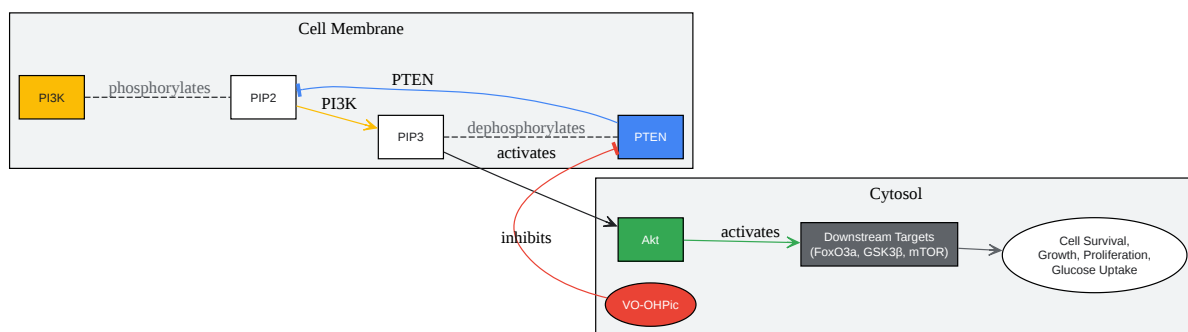 Cell Membrane
PI3K
phosphorylates
PIP2
PTEN
PI3K
PIP3
dephosphorylates
PTEN
activates
Cytosol
inhibits
Akt
activates
Downstream Targets
(FoxO3a, GSK3β, mTOR)
Cell Survival,
Growth, Proliferation,
Glucose Uptake
VO-OHPic